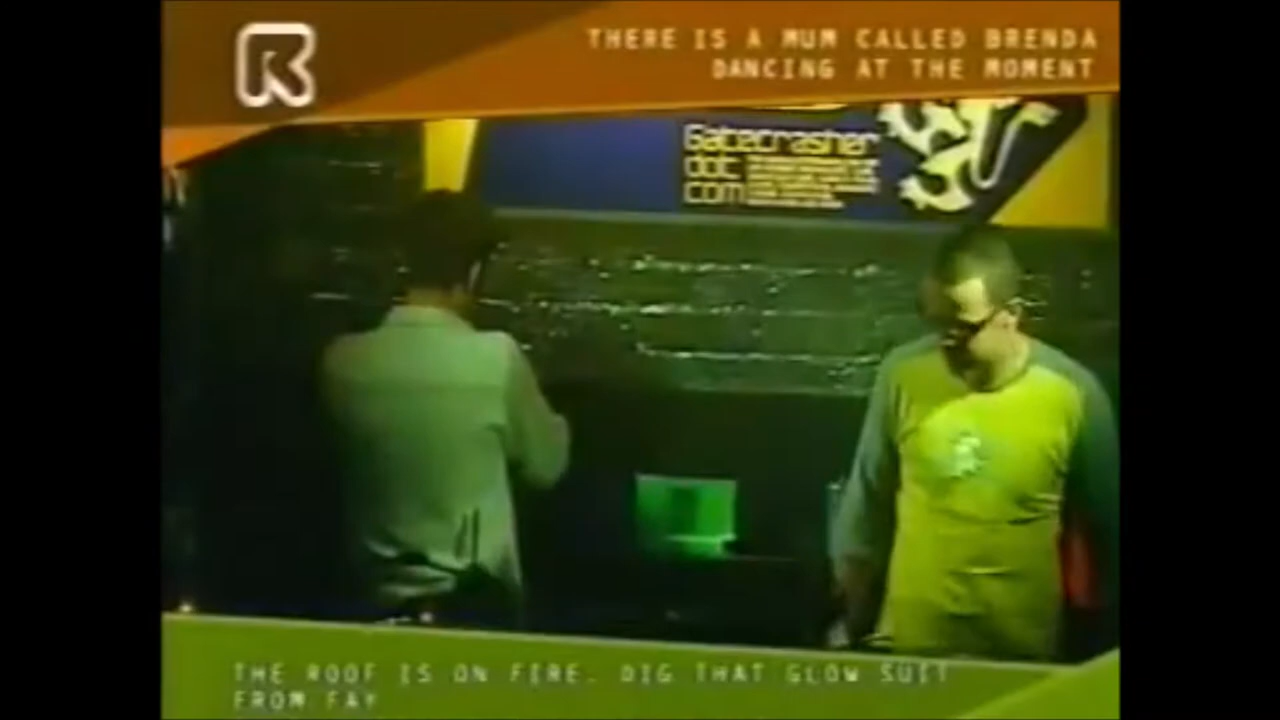 R
THERE IS A MUM CALLED BRENDA
DANCING AT THE MOMENT
Gatecrasher
dot
com
THE ROOF IS ON FIRE. DIG THAT GLOW SUIT
FROM FAY